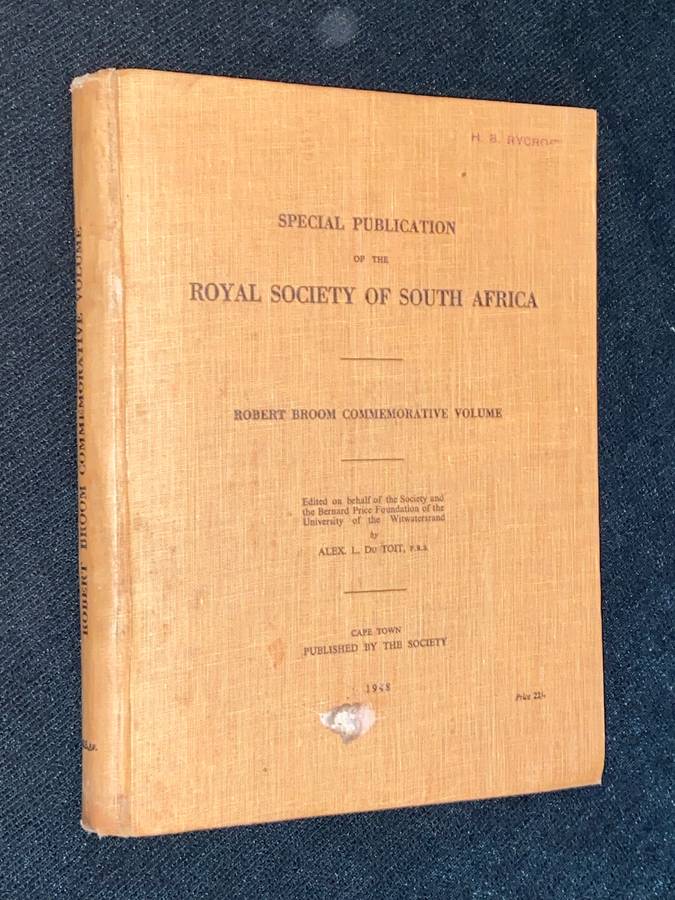 H. B. RYCROFT
SPECIAL PUBLICATION
OF THE
ROYAL SOCIETY OF SOUTH AFRICA
ROBERT BROOM COMMEMORATIVE VOLUME
Edited on behalf of the Society and
the Bernard Price Foundation of the
University of the Witwatersrand
by
ALEX. L. DU TOIT, F.R.S.
CAPE TOWN
PUBLISHED BY THE SOCIETY
1948
Price 22/-
ROBERT BROOM COMMEMORATIVE VOLUME